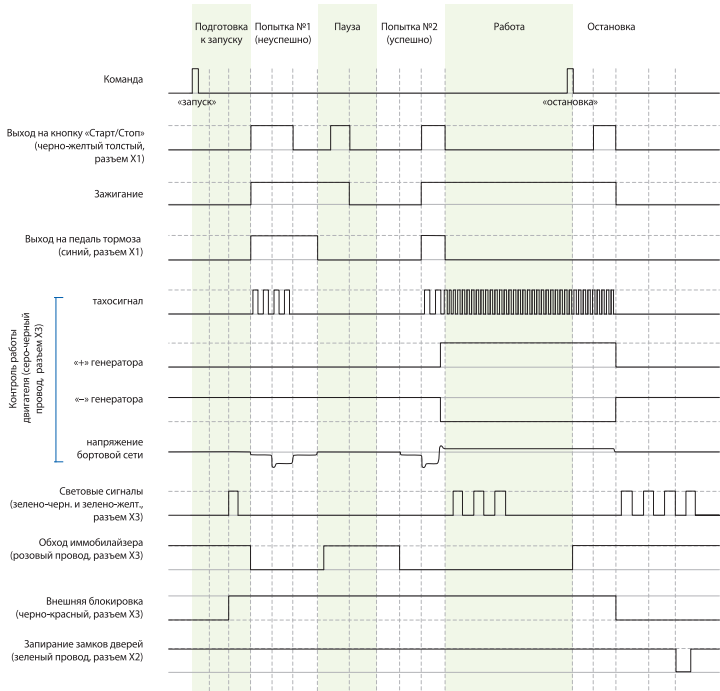 Подготовка
к запуску
Попытка №1
(неуспешно)
Пауза
Попытка №2
(успешно)
Работа
Остановка
Команда
«запуск»
«остановка»
Выход на кнопку «Старт/Стоп»
(черно-желтый толстый,
разъем X1)
Зажигание
Выход на педаль тормоза
(синий, разъем X1)
Контроль работы
двигателя (серо-черный
провод, разъем X3)
тахосигнал
«+» генератора
«–» генератора
напряжение
бортовой сети
Световые сигналы
(зелено-черн. и зелено-желт.,
разъем X3)
Обход иммобилайзера
(розовый провод, разъем X3)
Внешняя блокировка
(черно-красный, разъем X3)
Запирание замков дверей
(зеленый провод, разъем X2)